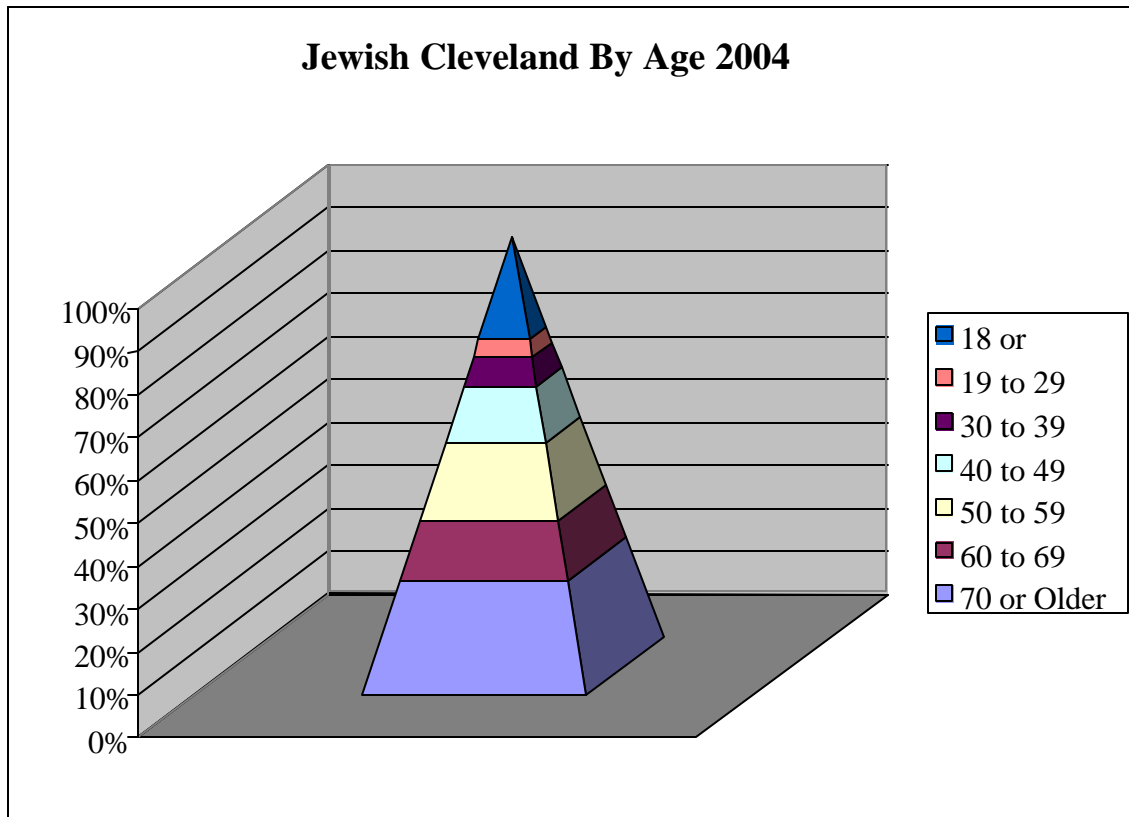 Jewish Cleveland By Age 2004
100%
90%
80%
70%
60%
50%
40%
30%
20%
10%
0%
18 or
19 to 29
30 to 39
40 to 49
50 to 59
60 to 69
70 or Older